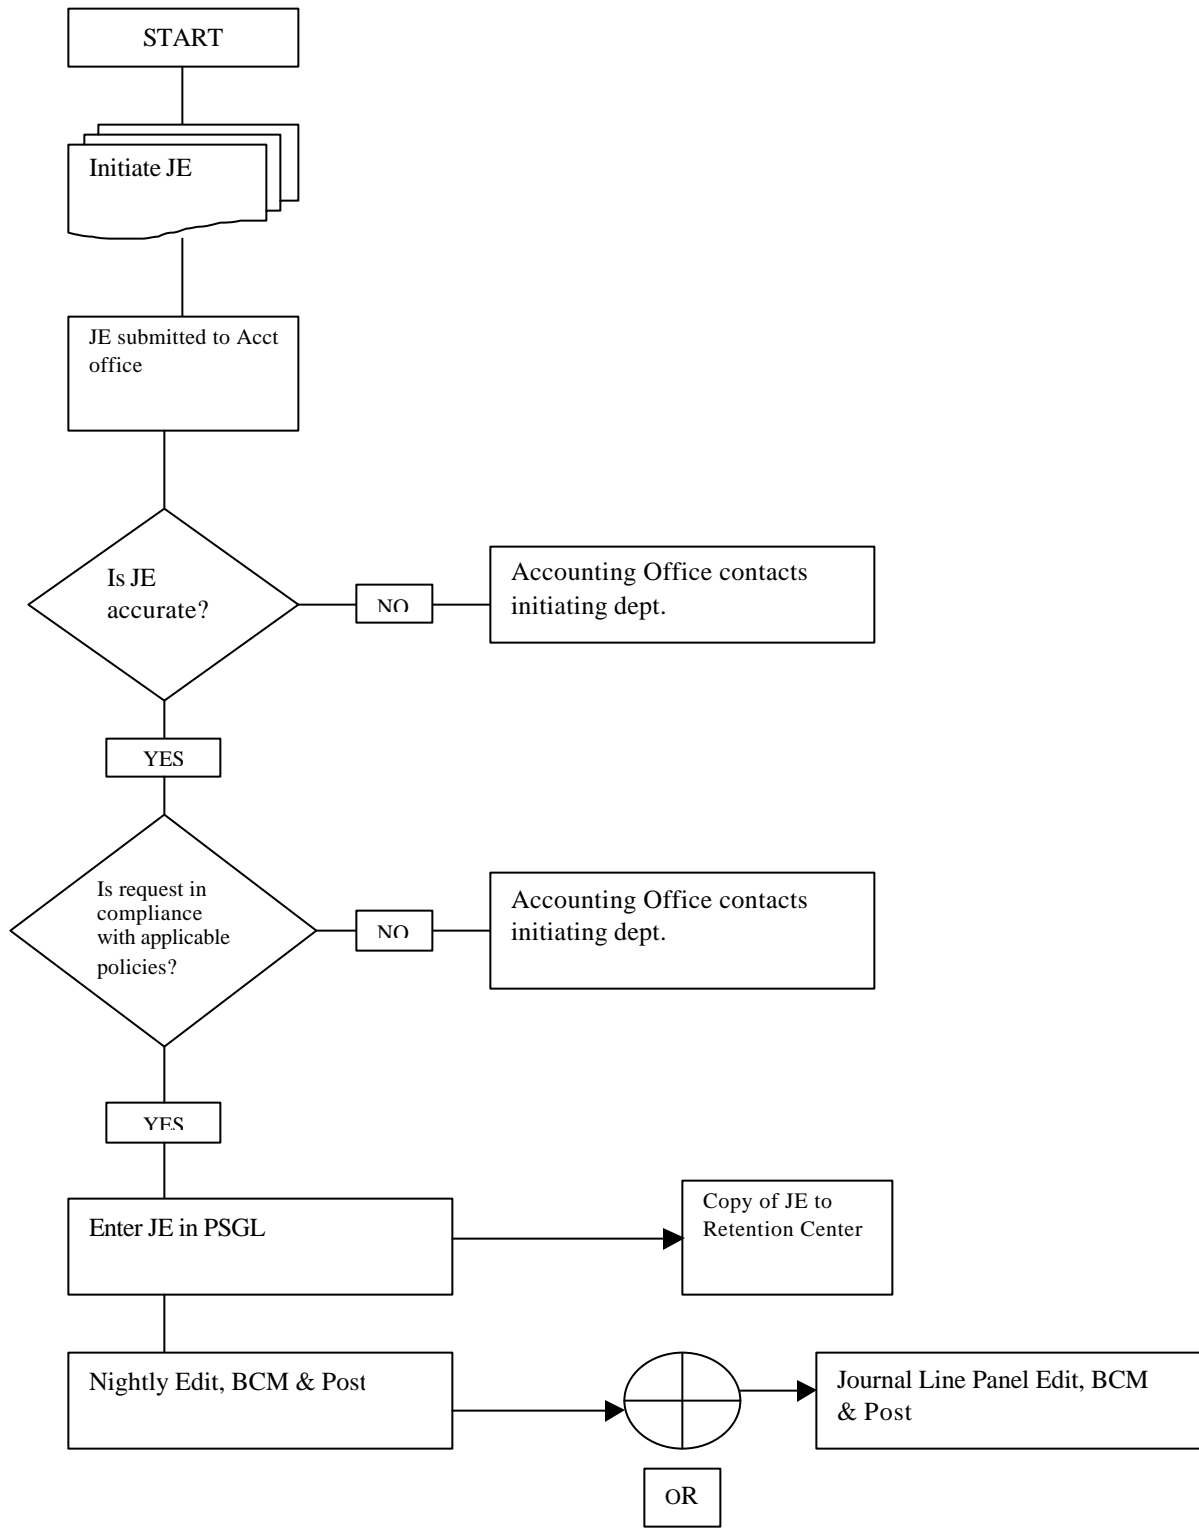 START
Initiate JE
JE submitted to Acct
office
Is JE
accurate?
NO
Accounting Office contacts
initiating dept.
YES
Is request in
compliance
with applicable
policies?
NO
Accounting Office contacts
initiating dept.
YES
Enter JE in PSGL
Copy of JE to
Retention Center
Nightly Edit, BCM & Post
Journal Line Panel Edit, BCM
& Post
OR